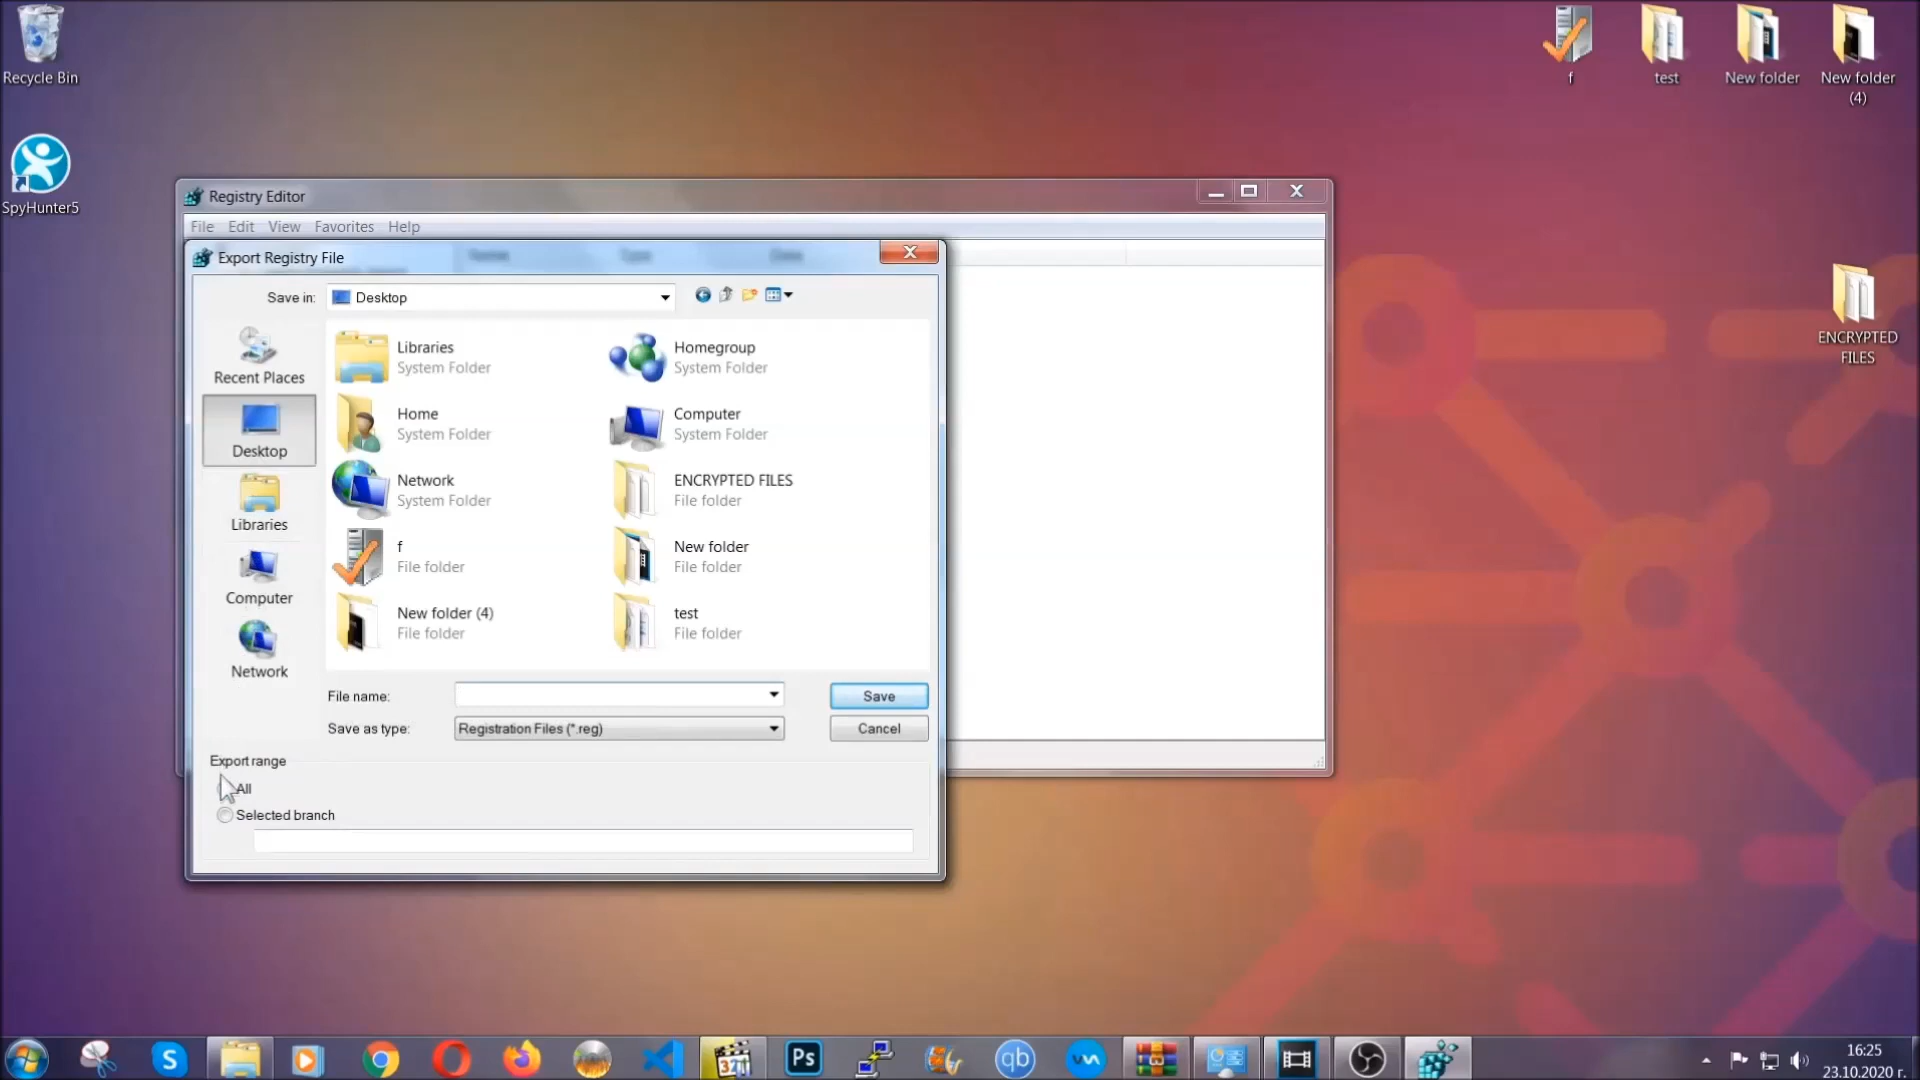 Recycle Bin
SpyHunter5
f
test
New folder
New folder
(4)
ENCRYPTED
FILES
Registry Editor
File Edit View Favorites Help
Export Registry File
Save in:
Desktop
Recent Places
Desktop
Libraries
Computer
Network
Libraries
System Folder
Homegroup
System Folder
Home
System Folder
Computer
System Folder
Network
System Folder
ENCRYPTED FILES
File folder
f
File folder
New folder
File folder
New folder (4)
File folder
test
File folder
File name:
Save
Save as type:
Registration Files (*.reg)
Cancel
Export range
All
Selected branch
S
321
Ps
qb
16:25
23.10.2020 г.